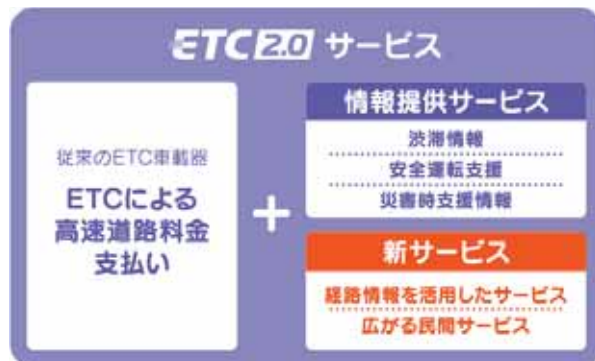 ETC2.0 サービス
従来のETC車載器
ETCによる
高速道路料金
支払い
+
情報提供サービス
渋滞情報
安全運転支援
災害時支援情報
新サービス
経路情報を活用したサービス
広がる民間サービス